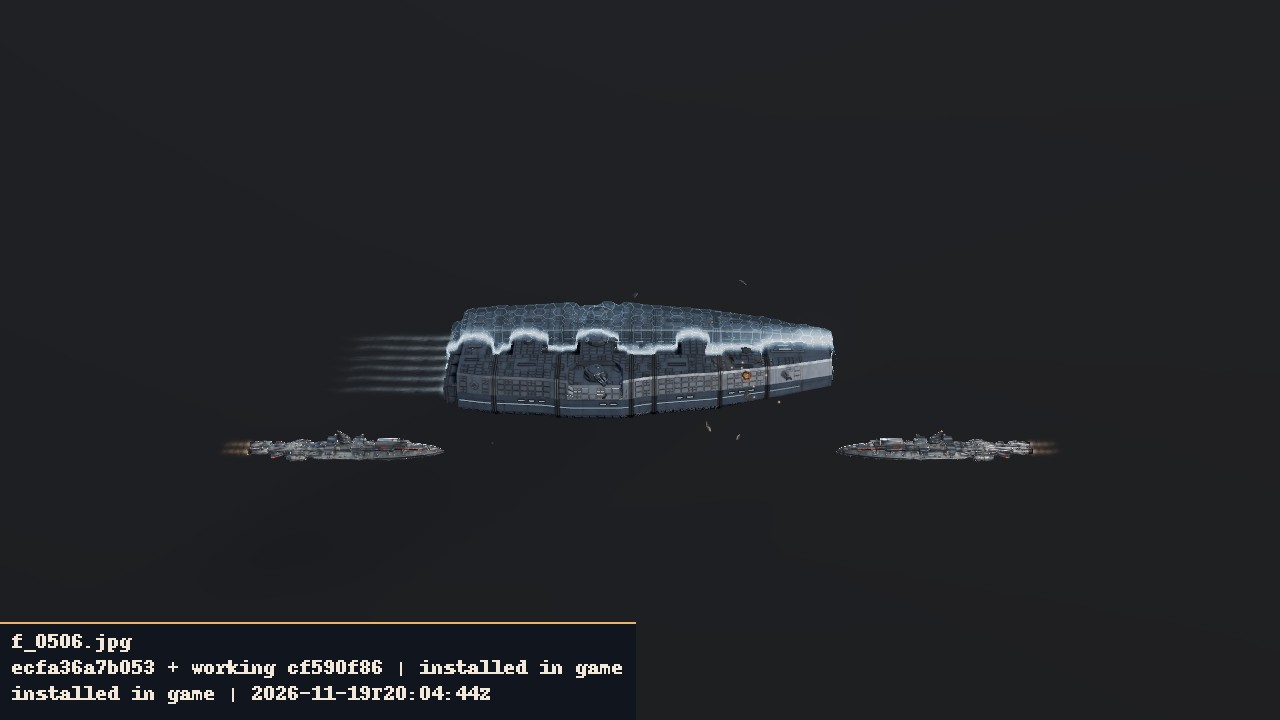 f_0506.jpg
ecfa36a7b053 + working cf590f86 | installed in game
installed in game | 2026-11-19T20:04:44Z